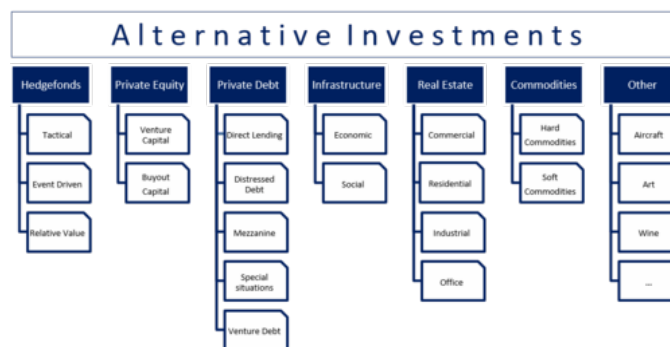 Alternative Investments
Hedgefonds
Private Equity
Private Debt
Infrastructure
Real Estate
Commodities
Other
Tactical
Event Driven
Relative Value
Venture
Capital
Buyout
Capital
Direct Lending
Distressed
Debt
Mezzanine
Special
situations
Venture Debt
Economic
Social
Commercial
Residential
Industrial
Office
Hard
Commodities
Soft
Commodities
Aircraft
Art
Wine
...